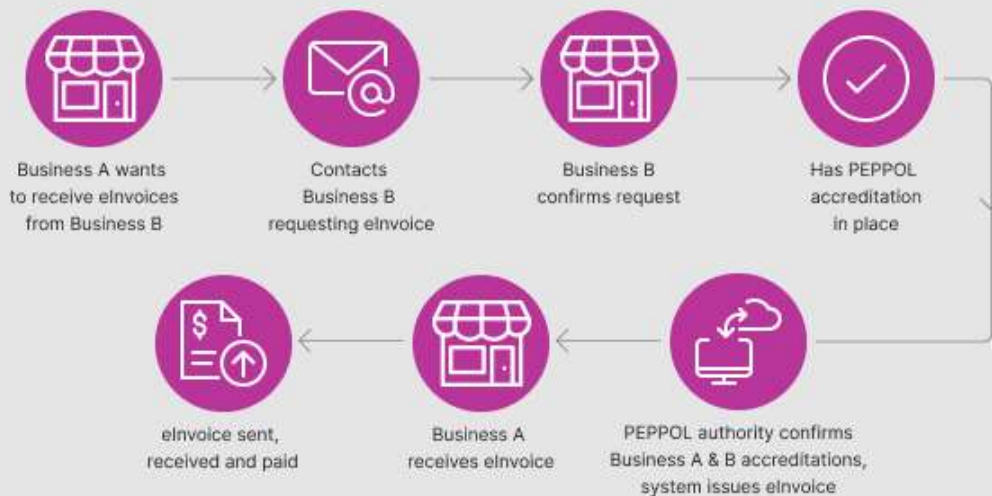 Business A wants
to receive eInvoices
from Business B
Contacts
Business B
requesting eInvoice
Business B
confirms request
Has PEPPOL
accreditation
in place
@
$
eInvoice sent,
received and paid
Business A
receives eInvoice
PEPPOL authority confirms
Business A & B accreditations,
system issues eInvoice